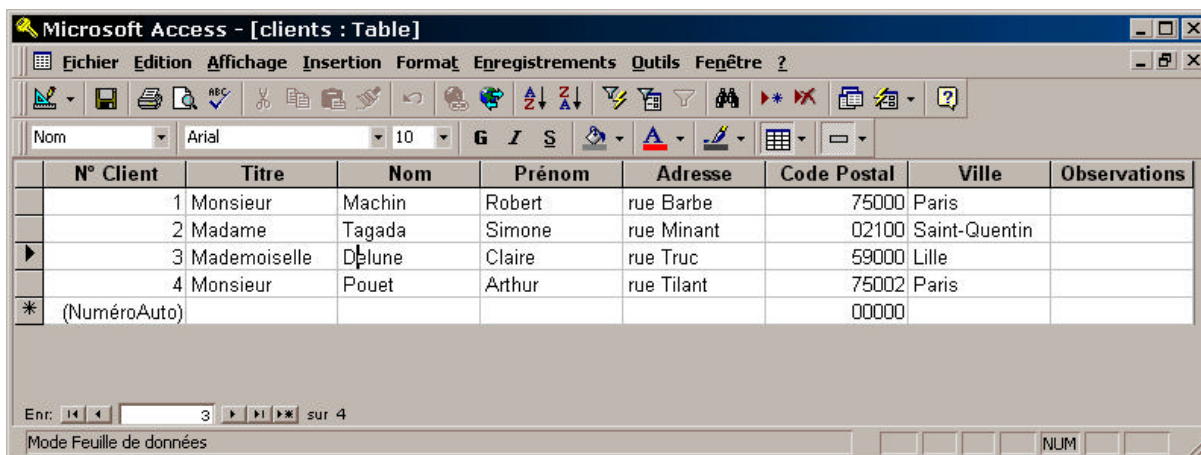 Microsoft Access - [clients : Table]
Fichier Edition Affichage Insertion Format Enregistrements Outils Fenêtre ?
ABC A Z Z A
Nom Arial 10 G I S A
N° Client Titre Nom Prénom Adresse Code Postal Ville Observations
1 Monsieur Machin Robert rue Barbe 75000 Paris
2 Madame Tagada Simone rue Minant 02100 Saint-Quentin
3 Mademoiselle Delune Claire rue Truc 59000 Lille
4 Monsieur Pouet Arthur rue Tilant 75002 Paris
(NuméroAuto) 00000
Enr: 3 sur 4
Mode Feuille de données NUM